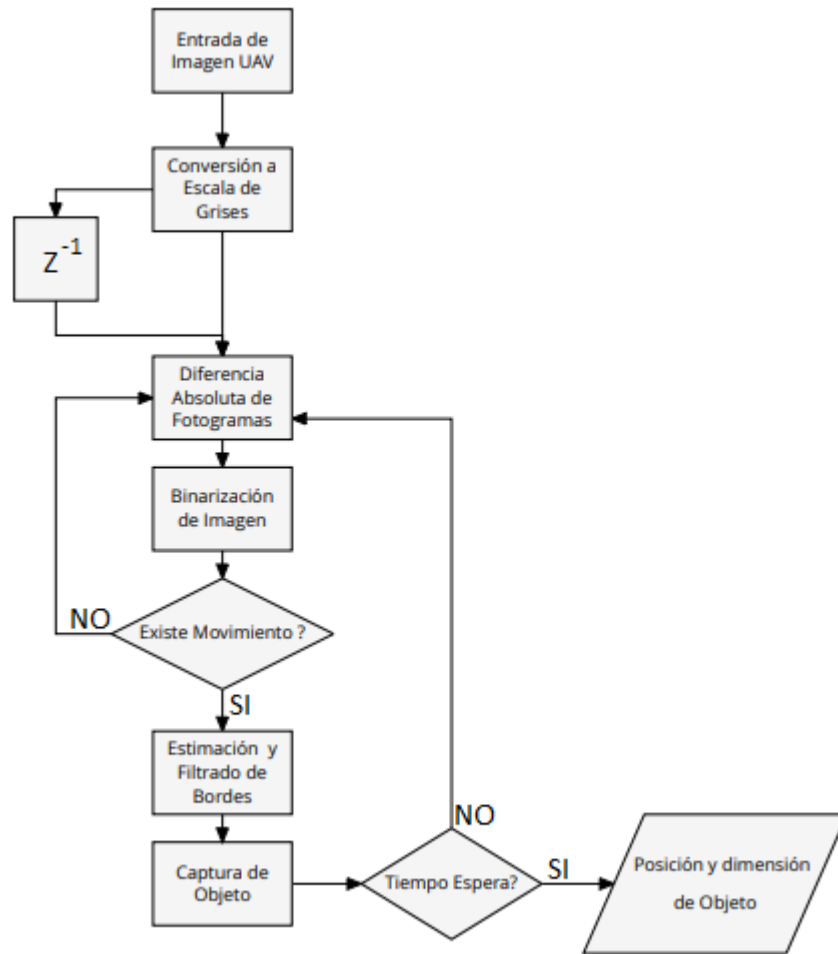 Entrada de
Imagen UAV
Conversión a
Escala de
Grises
Z⁻¹
Diferencia
Absoluta de
Fotogramas
Binarización
de Imagen
NO
Existe Movimiento ?
SI
Estimación y
Filtrado de
Bordes
NO
Captura de
Objeto
Tiempo Espera?
SI
Posición y dimensión
de Objeto